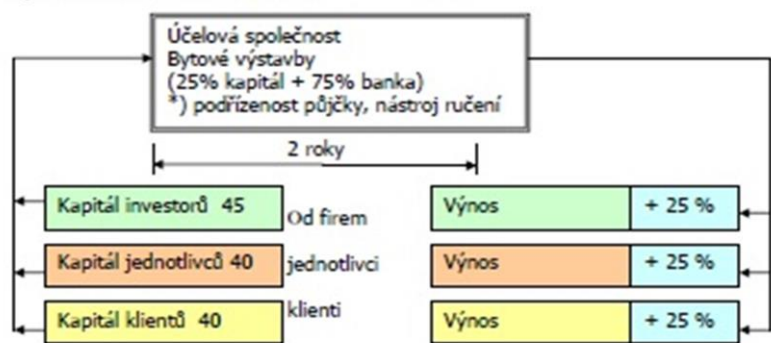 Účelová společnost
Bytové výstavby
(25% kapitál + 75% banka)
*) podřízenost půjčky, nástroj ručení
2 roky
Kapitál investorů 45
Od firem
Výnos
+ 25 %
Kapitál jednotlivců 40
jednotlivci
Výnos
+ 25 %
Kapitál klientů 40
klienti
Výnos
+ 25 %